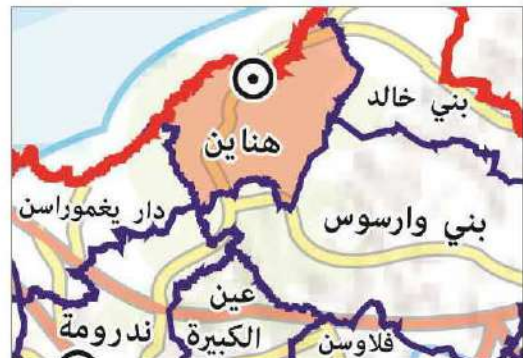 بني خالد
هناين
دار يغموراسن
بني وارسوس
عين
الكبيرة
ندرومة
فلاوسن